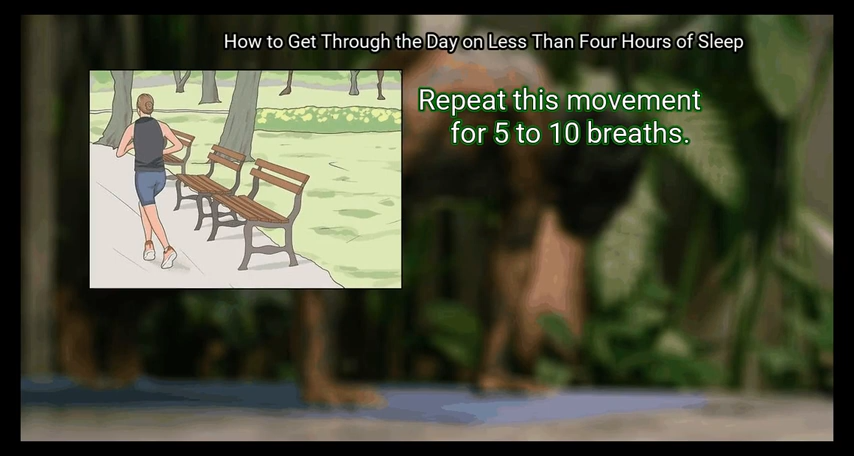 How to Get Through the Day on Less Than Four Hours of Sleep
Repeat this movement
for 5 to 10 breaths.